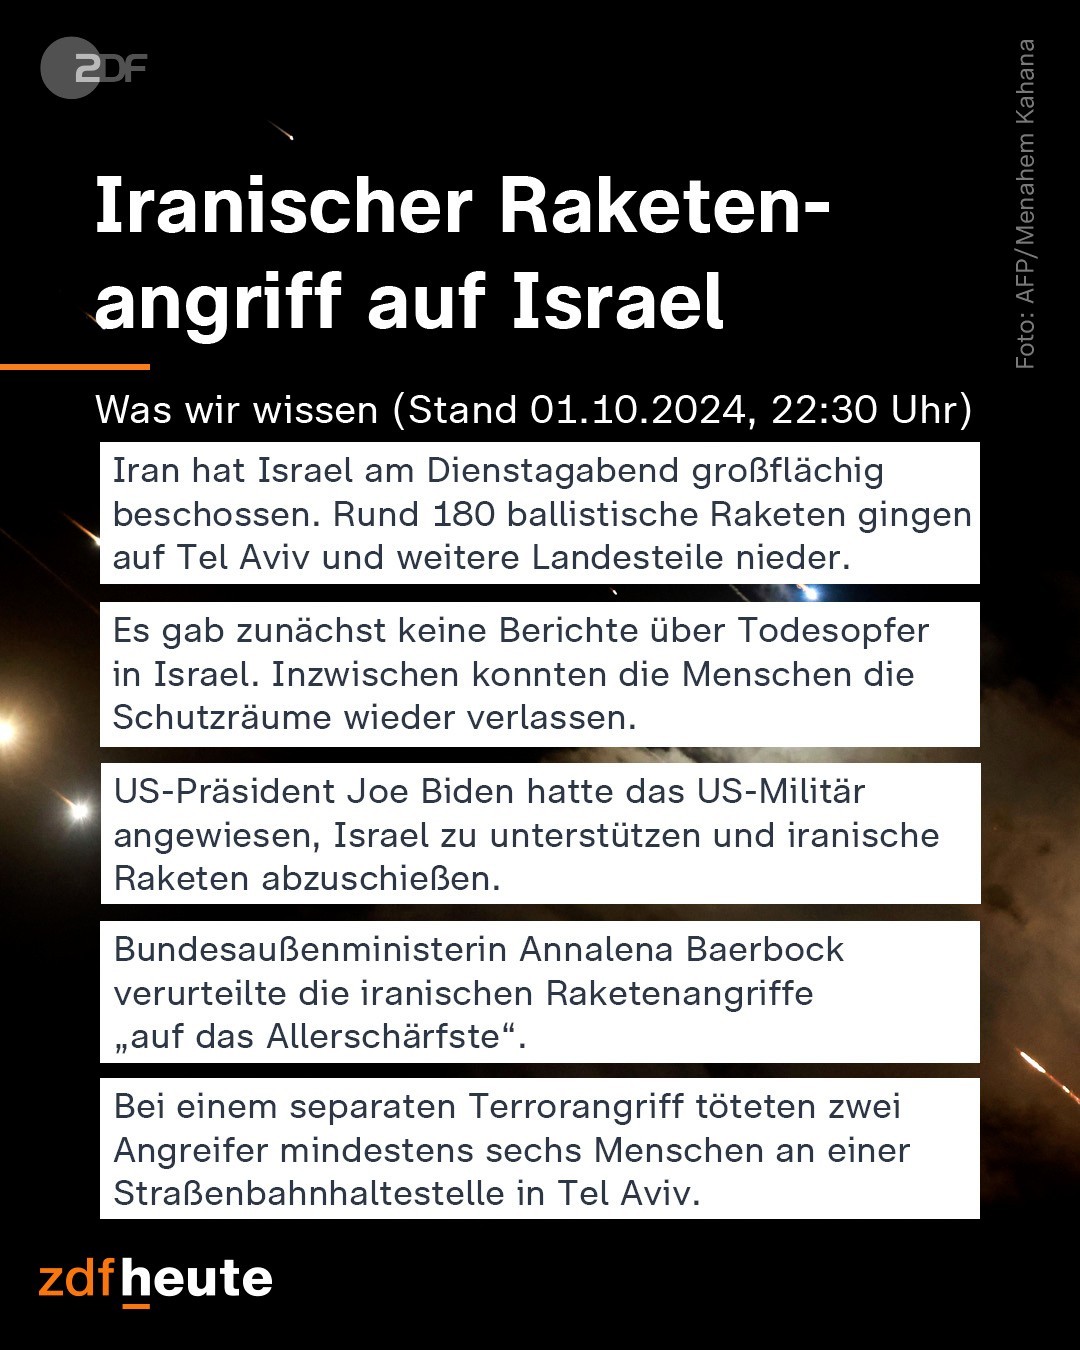 ZDF
Foto: AFP/Menahem Kahana
Iranischer Raketen-
angriff auf Israel
Was wir wissen (Stand 01.10.2024, 22:30 Uhr)
Iran hat Israel am Dienstagabend großflächig
beschossen. Rund 180 ballistische Raketen gingen
auf Tel Aviv und weitere Landesteile nieder.
Es gab zunächst keine Berichte über Todesopfer
in Israel. Inzwischen konnten die Menschen die
Schutzräume wieder verlassen.
US-Präsident Joe Biden hatte das US-Militär
angewiesen, Israel zu unterstützen und iranische
Raketen abzuschießen.
Bundesaußenministerin Annalena Baerbock
verurteilte die iranischen Raketenangriffe
„auf das Allerschärfste“.
Bei einem separaten Terrorangriff töteten zwei
Angreifer mindestens sechs Menschen an einer
Straßenbahnhaltestelle in Tel Aviv.
zdfheute